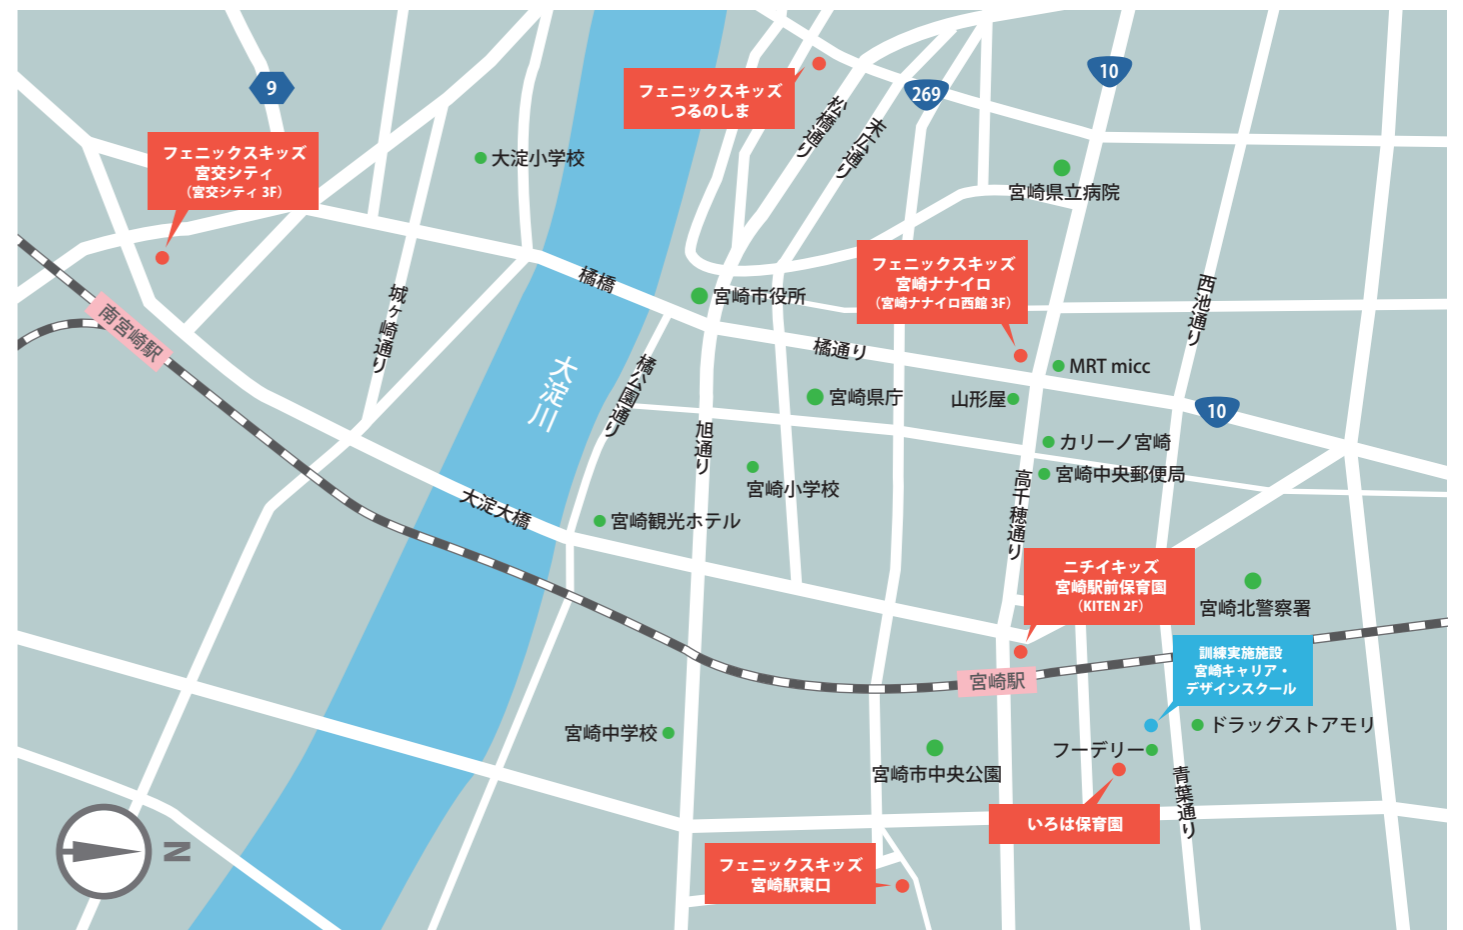 9
フェニックスキッズ
宮交シティ
(宮交シティ 3F)
大淀小学校
フェニックスキッズ
つるのしま
松橋通り
末広通り
269
10
宮崎県立病院
フェニックスキッズ
宮崎ナナイロ
(宮崎ナナイロ西館 3F)
西池通り
南宮崎駅
城ヶ崎通り
橘橋
宮崎市役所
橘通り
MRT micc
大淀川
橘公園通り
宮崎県庁
山形屋
10
旭通り
カリーノ宮崎
宮崎小学校
高千穂通り
宮崎中央郵便局
大淀大橋
宮崎観光ホテル
ニチイキッズ
宮崎駅前保育園
(KITEN 2F)
宮崎北警察署
訓練実施施設
宮崎キャリア・
デザインスクール
宮崎駅
宮崎中学校
宮崎市中央公園
フーデリー
ドラッグストアモリ
青葉通り
いろは保育園
フェニックスキッズ
宮崎駅東口
N